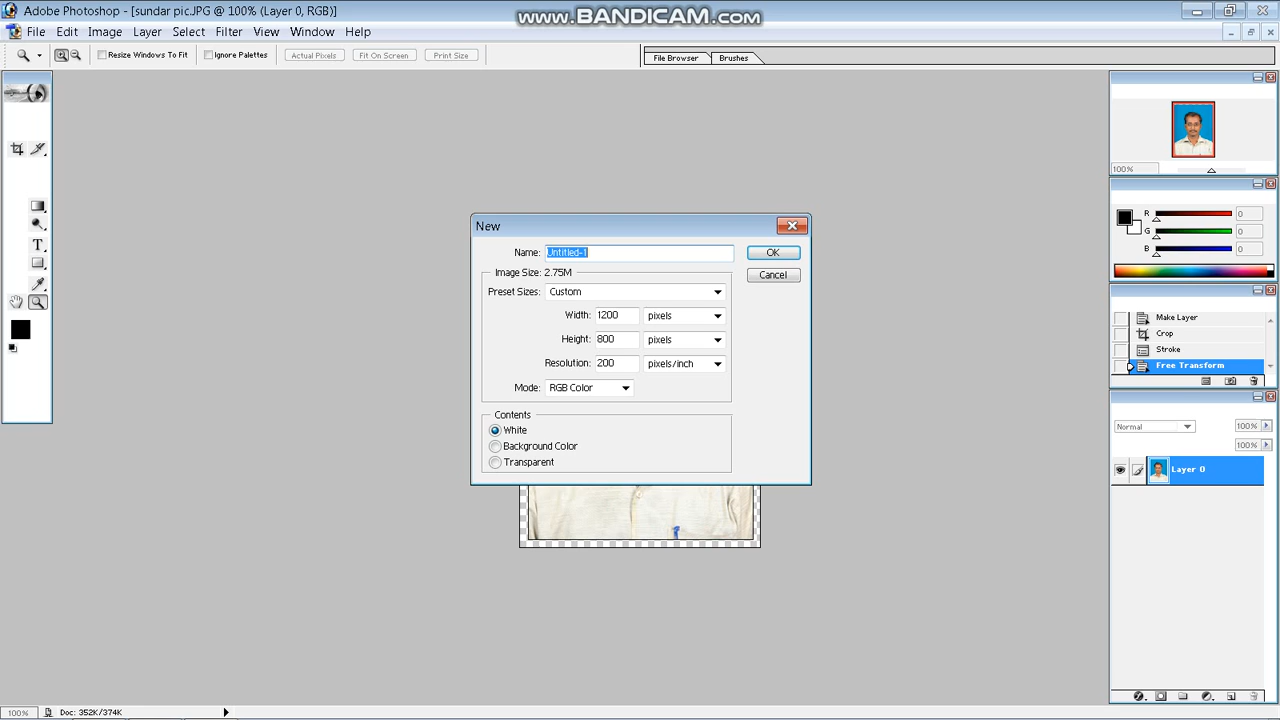 Adobe Photoshop - [sundar pic.JPG @ 100% (Layer 0, RGB)]
www.BANDICAM.com
File Edit Image Layer Select Filter View Window Help
Resize Windows To Fit Ignore Palettes Actual Pixels Fit On Screen Print Size File Browser Brushes
100%
R 0
G 0
B 0
New
Name: Untitled-1 OK
Image Size: 2.75M Cancel
Preset Sizes: Custom
Width: 1200 pixels
Height: 800 pixels
Resolution: 200 pixels/inch
Mode: RGB Color
Contents
White
Background Color
Transparent
Make Layer
Crop
Stroke
Free Transform
Normal 100%
100%
Layer 0
100% Doc: 352K/374K